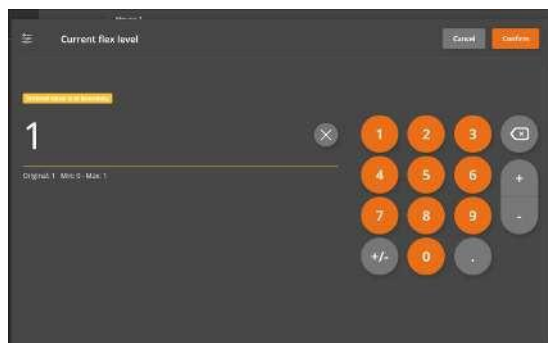 Current flex level
Cancel
Confirm
1
Original: 1 Min: 0 - Max: 1
1 2 3
4 5 6 +
7 8 9 -
+/- 0 .